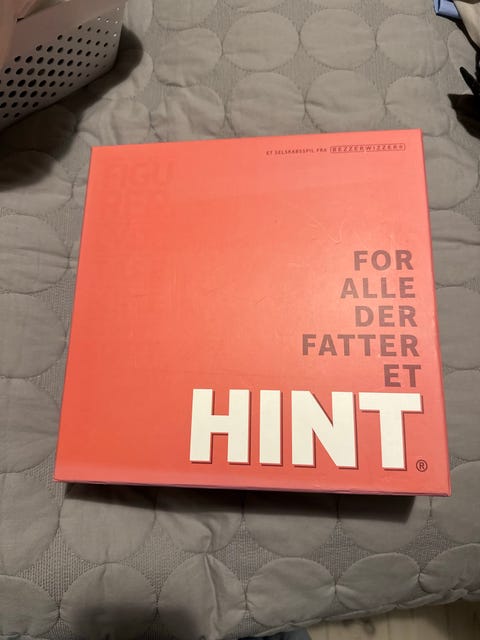 ET SELSKABSSPIL FRA BEZZERWIZZER®
FOR
ALLE
DER
FATTER
ET
HINT®